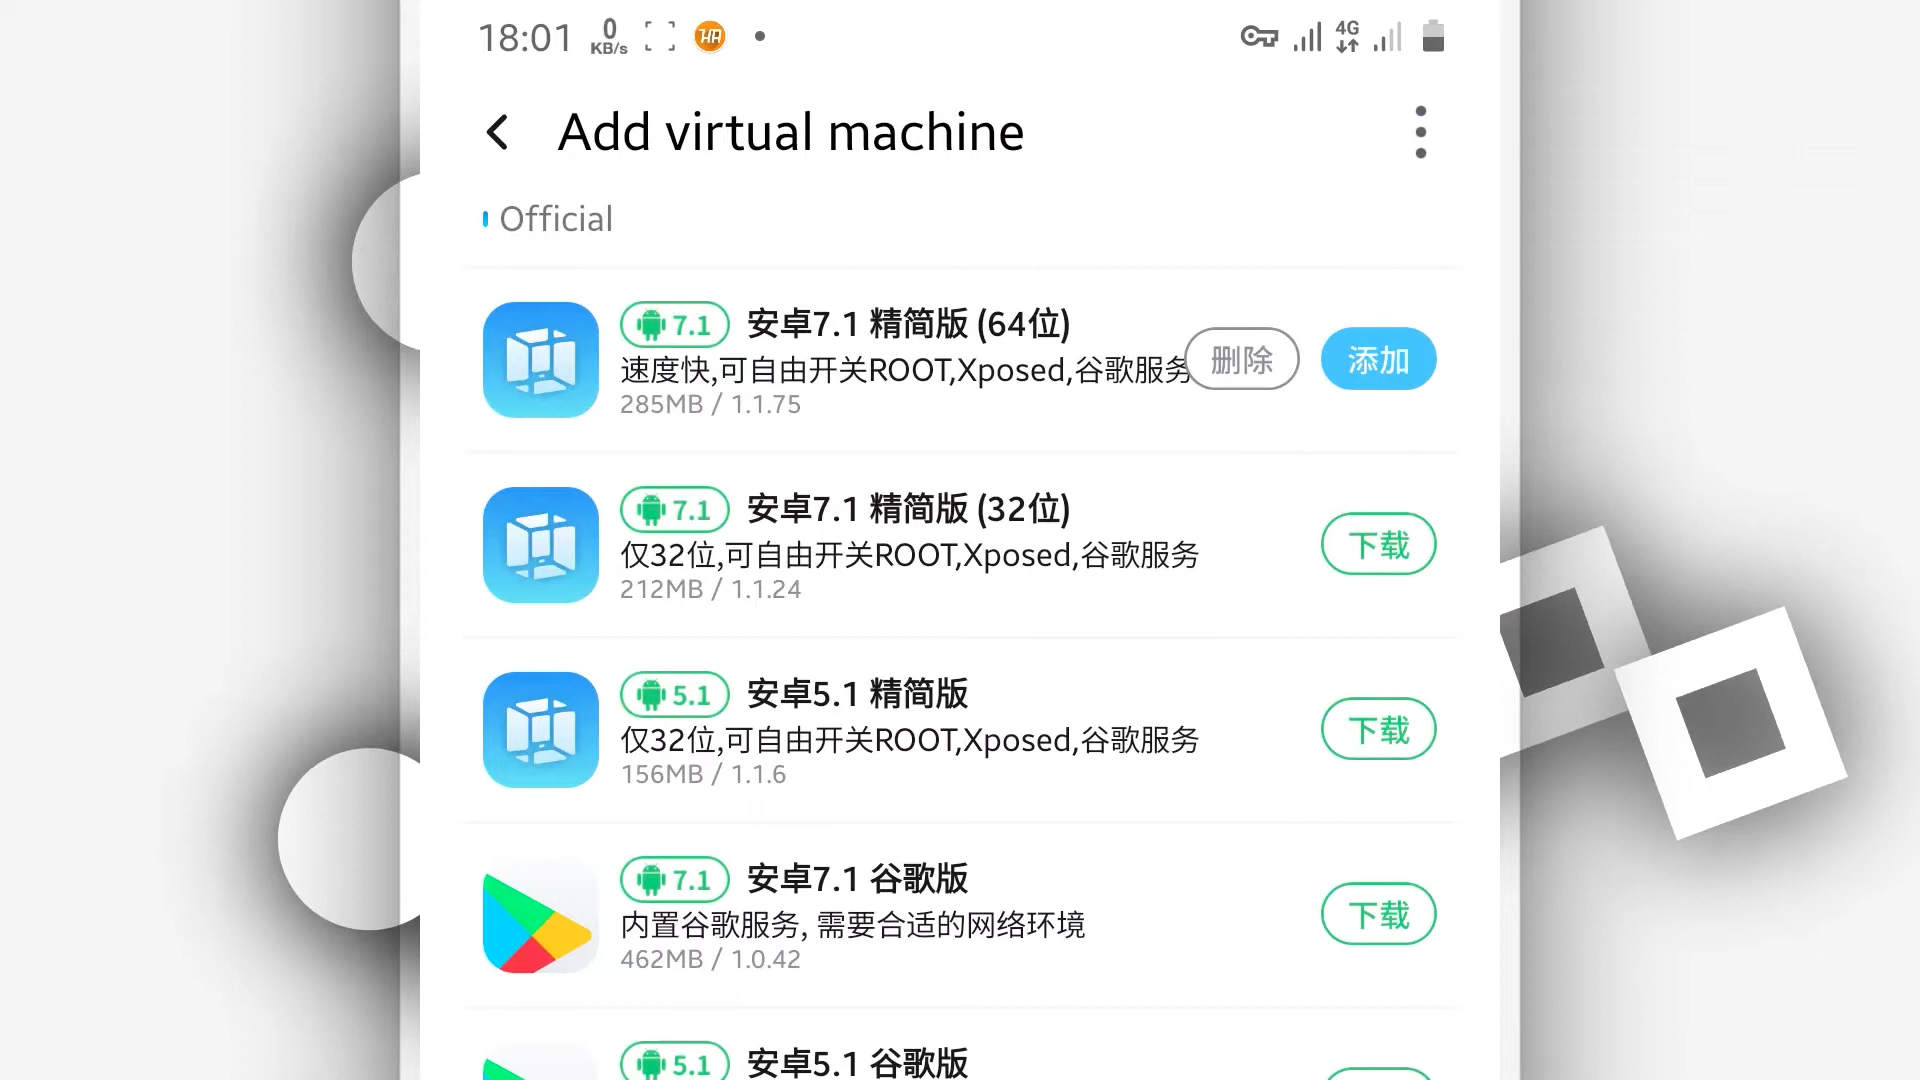 18:01 0 KB/s HA 4G
Add virtual machine
Official
7.1 安卓7.1 精简版 (64位)
速度快,可自由开关ROOT,Xposed,谷歌服务
285MB / 1.1.75
删除 添加
7.1 安卓7.1 精简版 (32位)
仅32位,可自由开关ROOT,Xposed,谷歌服务
212MB / 1.1.24
下载
5.1 安卓5.1 精简版
仅32位,可自由开关ROOT,Xposed,谷歌服务
156MB / 1.1.6
下载
7.1 安卓7.1 谷歌版
内置谷歌服务, 需要合适的网络环境
462MB / 1.0.42
下载
5.1 安卓5.1 谷歌版